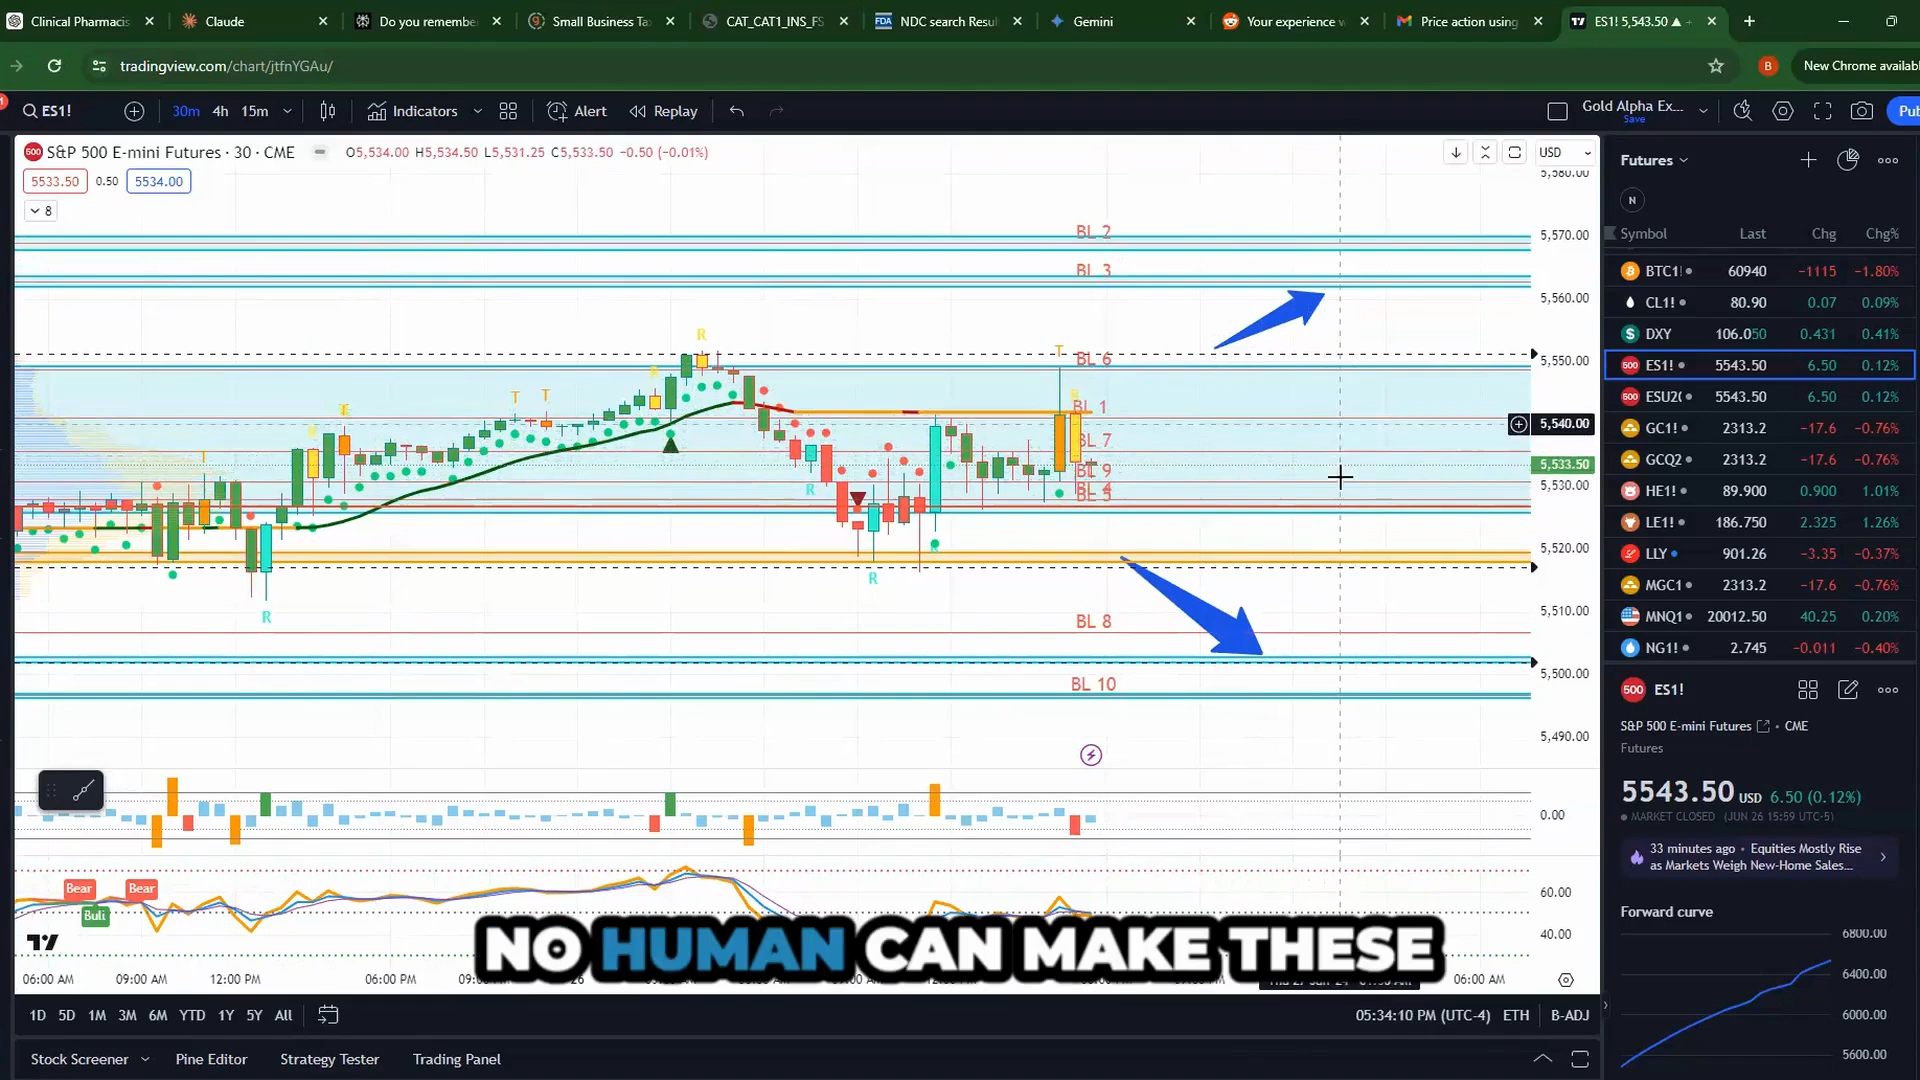 Clinical Pharmacis
Claude
Do you remembe
Small Business Ta
CAT_CAT1_INS_FS
NDC search Resu
Gemini
Your experience w
Price action using
ES1! 5,543.50 ▲
tradingview.com/chart/jtfnYGAu/
B
New Chrome availabl
ES1!
30m 4h 15m
Indicators
Alert
Replay
Gold Alpha Ex...
Save
Pub
S&P 500 E-mini Futures · 30 · CME
O5,534.00 H5,534.50 L5,531.25 C5,533.50 −0.50 (−0.01%)
USD
5533.50 0.50 5534.00
8
5,580.00
5,570.00
5,560.00
5,550.00
5,540.00
5,533.50
5,530.00
5,520.00
5,510.00
5,500.00
5,490.00
BL 2
BL 3
BL 6
BL 1
BL 7
BL 9
BL 4
BL 5
BL 8
BL 10
T
T
T
T
R
R
R
R
0.00
60.00
40.00
Bear
Bear
Bull
NO HUMAN CAN MAKE THESE
06:00 AM 09:00 AM 12:00 PM 06:00 PM 06:00 AM
1D 5D 1M 3M 6M YTD 1Y 5Y All
05:34:10 PM (UTC-4) ETH B-ADJ
Stock Screener Pine Editor Strategy Tester Trading Panel
Futures
N
Symbol Last Chg Chg%
BTC1! 60940 −1115 −1.80%
CL1! 80.90 0.07 0.09%
DXY 106.050 0.431 0.41%
ES1! 5543.50 6.50 0.12%
ESU2( 5543.50 6.50 0.12%
GC1! 2313.2 −17.6 −0.76%
GCQ2 2313.2 −17.6 −0.76%
HE1! 89.900 0.900 1.01%
LE1! 186.750 2.325 1.26%
LLY 901.26 −3.35 −0.37%
MGC1 2313.2 −17.6 −0.76%
MNQ1 20012.50 40.25 0.20%
NG1! 2.745 −0.011 −0.40%
500 ES1!
S&P 500 E-mini Futures · CME
Futures
5543.50 USD 6.50 (0.12%)
MARKET CLOSED (JUN 26 15:59 UTC-5)
33 minutes ago · Equities Mostly Rise
as Markets Weigh New-Home Sales...
Forward curve
6800.00
6400.00
6000.00
5600.00